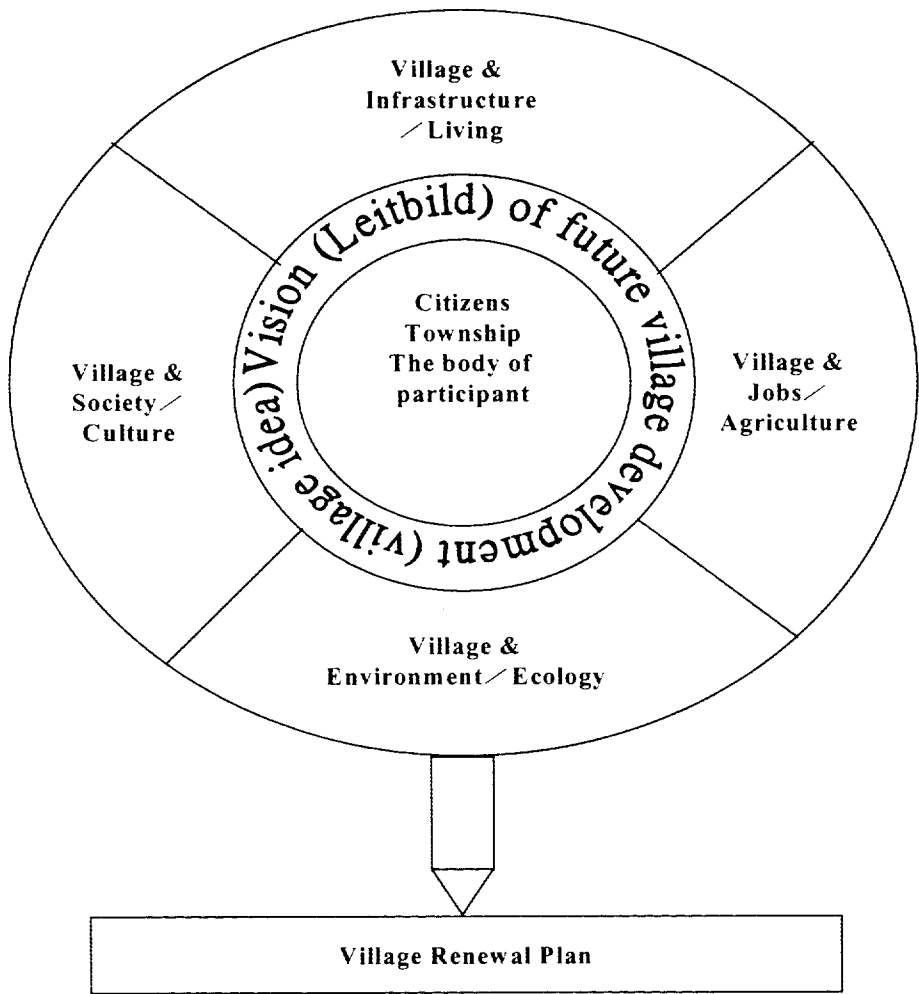 Village &
Infrastructure
/Living
Vision (Leitbild) of future village development (village idea)
Citizens
Township
The body of
participant
Village &
Society/
Culture
Village &
Jobs/
Agriculture
Village &
Environment/Ecology
Village Renewal Plan